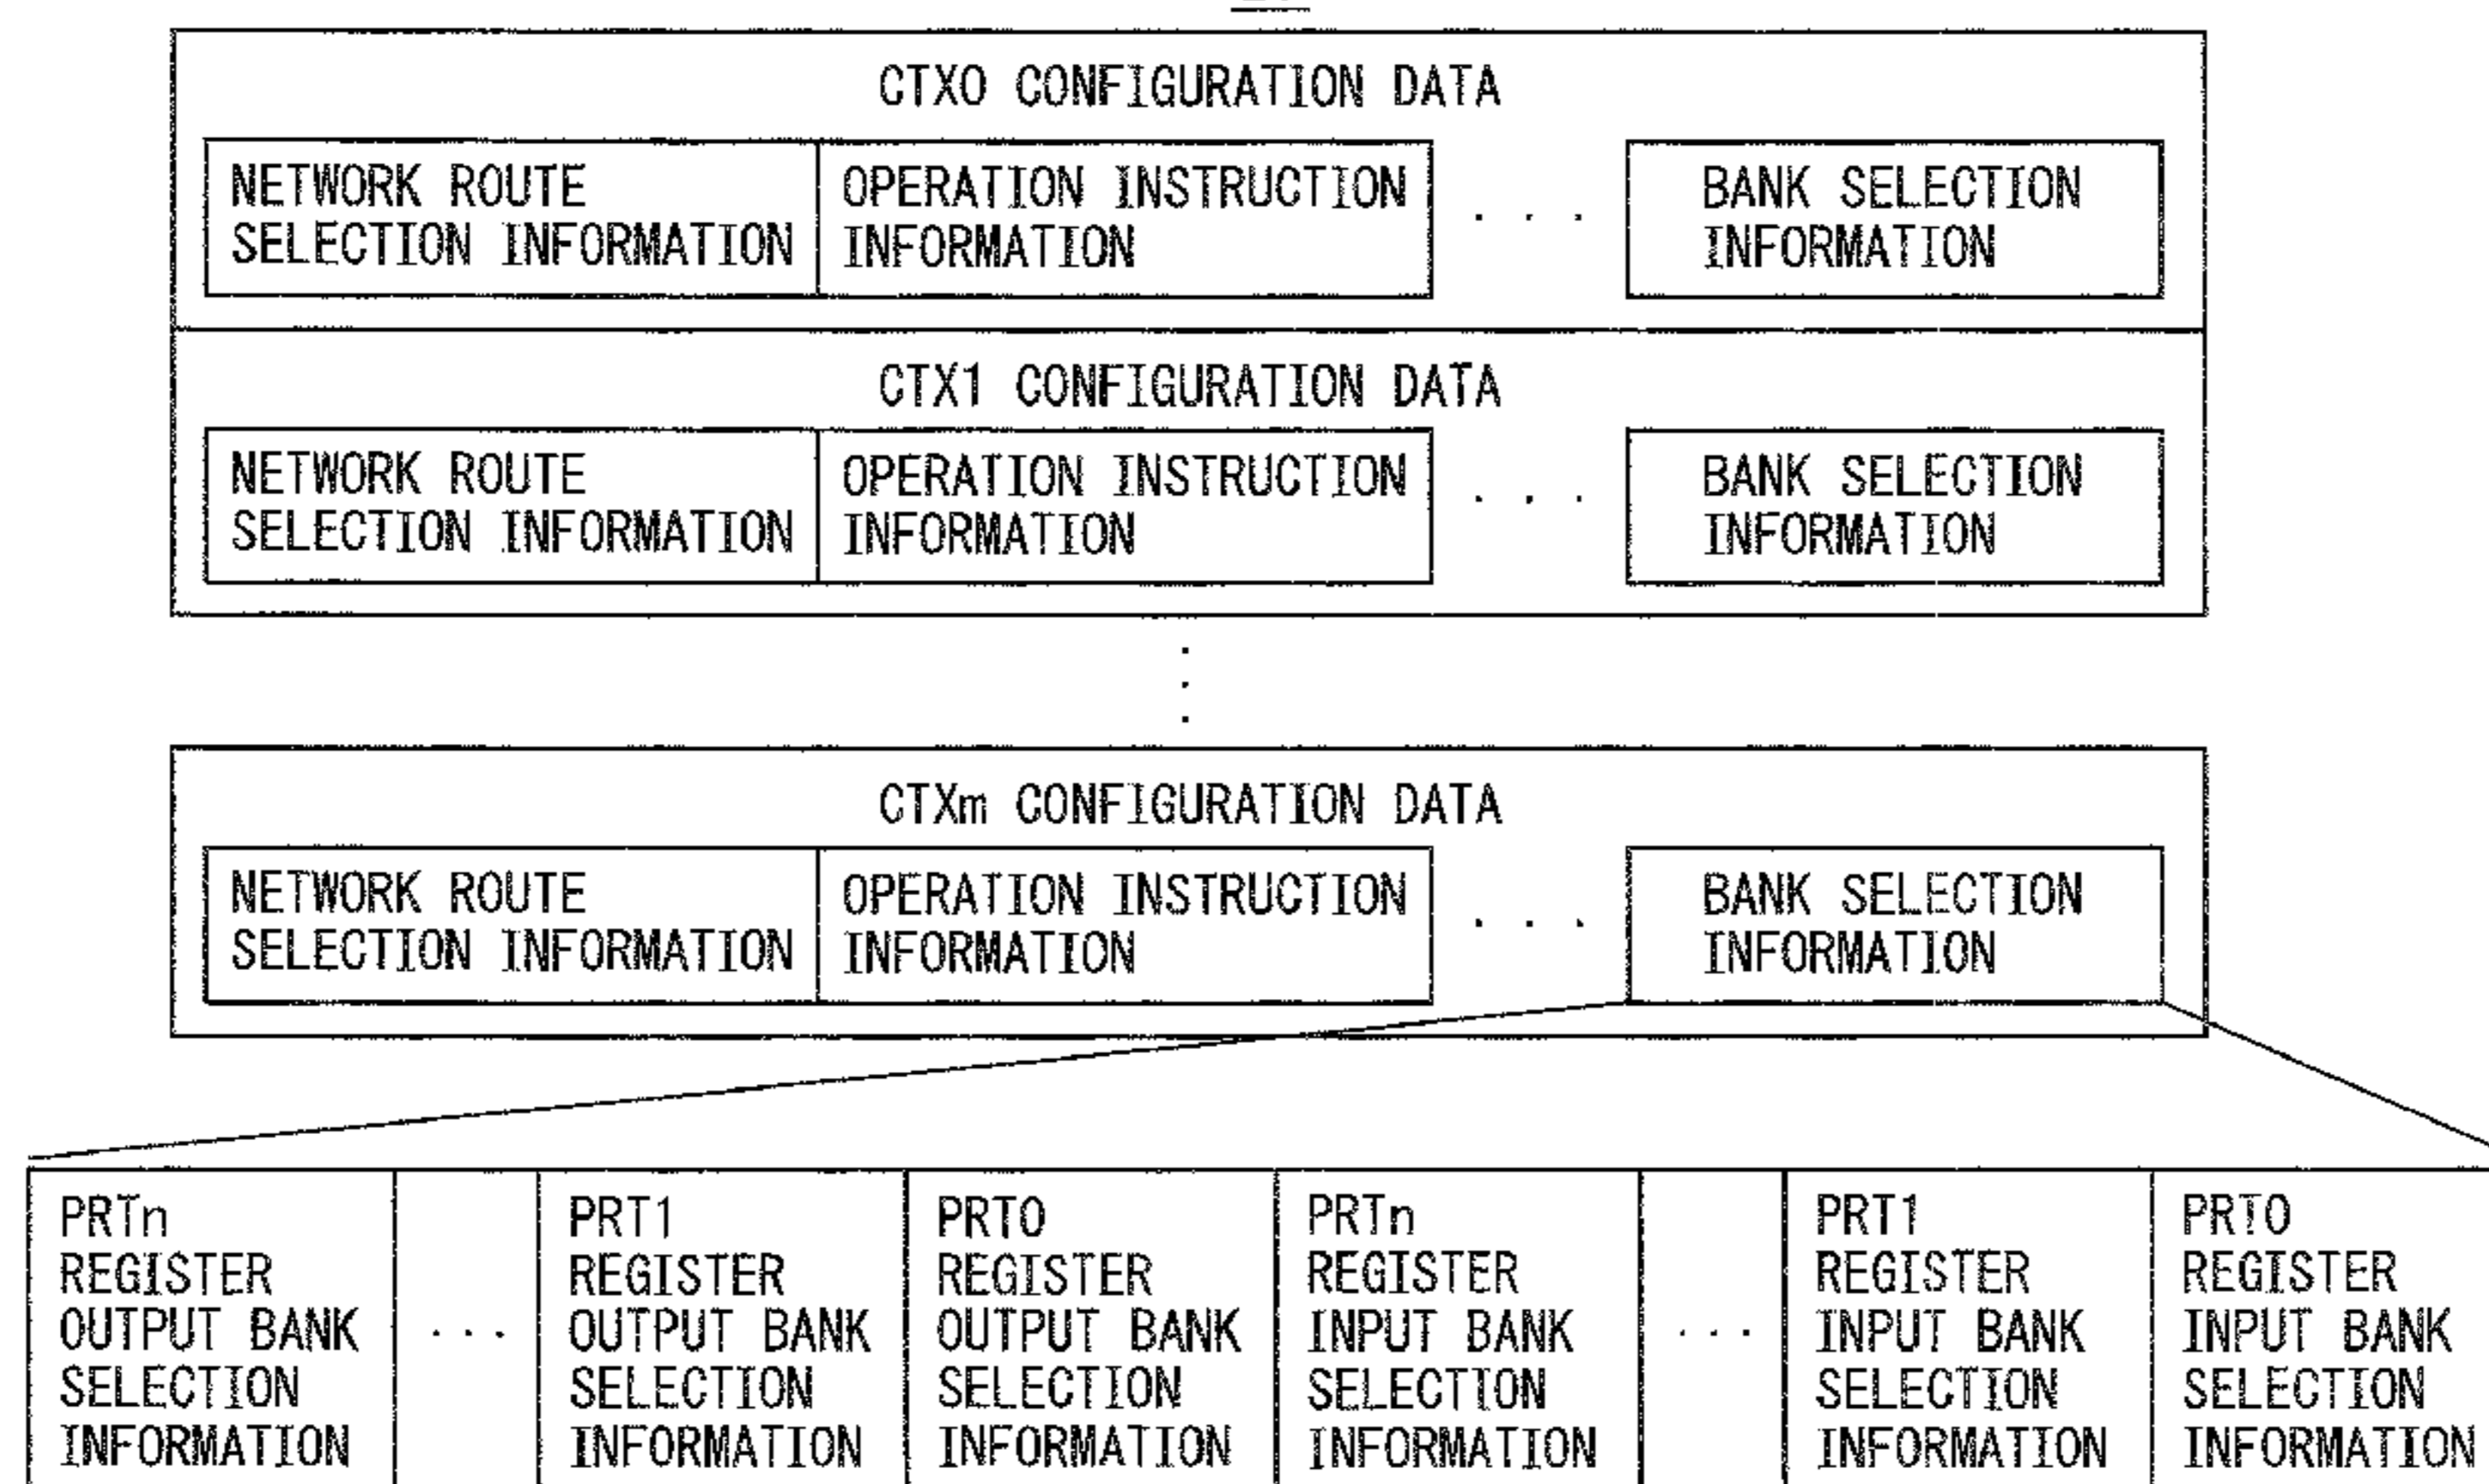 CTX0 CONFIGURATION DATA
NETWORK ROUTE
SELECTION INFORMATION
OPERATION INSTRUCTION
INFORMATION
. . .
BANK SELECTION
INFORMATION
CTX1 CONFIGURATION DATA
NETWORK ROUTE
SELECTION INFORMATION
OPERATION INSTRUCTION
INFORMATION
. . .
BANK SELECTION
INFORMATION
.
.
.
CTXm CONFIGURATION DATA
NETWORK ROUTE
SELECTION INFORMATION
OPERATION INSTRUCTION
INFORMATION
. . .
BANK SELECTION
INFORMATION
PRTn
REGISTER
OUTPUT BANK
SELECTION
INFORMATION
. . .
PRT1
REGISTER
OUTPUT BANK
SELECTION
INFORMATION
PRT0
REGISTER
OUTPUT BANK
SELECTION
INFORMATION
PRTn
REGISTER
INPUT BANK
SELECTION
INFORMATION
. . .
PRT1
REGISTER
INPUT BANK
SELECTION
INFORMATION
PRT0
REGISTER
INPUT BANK
SELECTION
INFORMATION